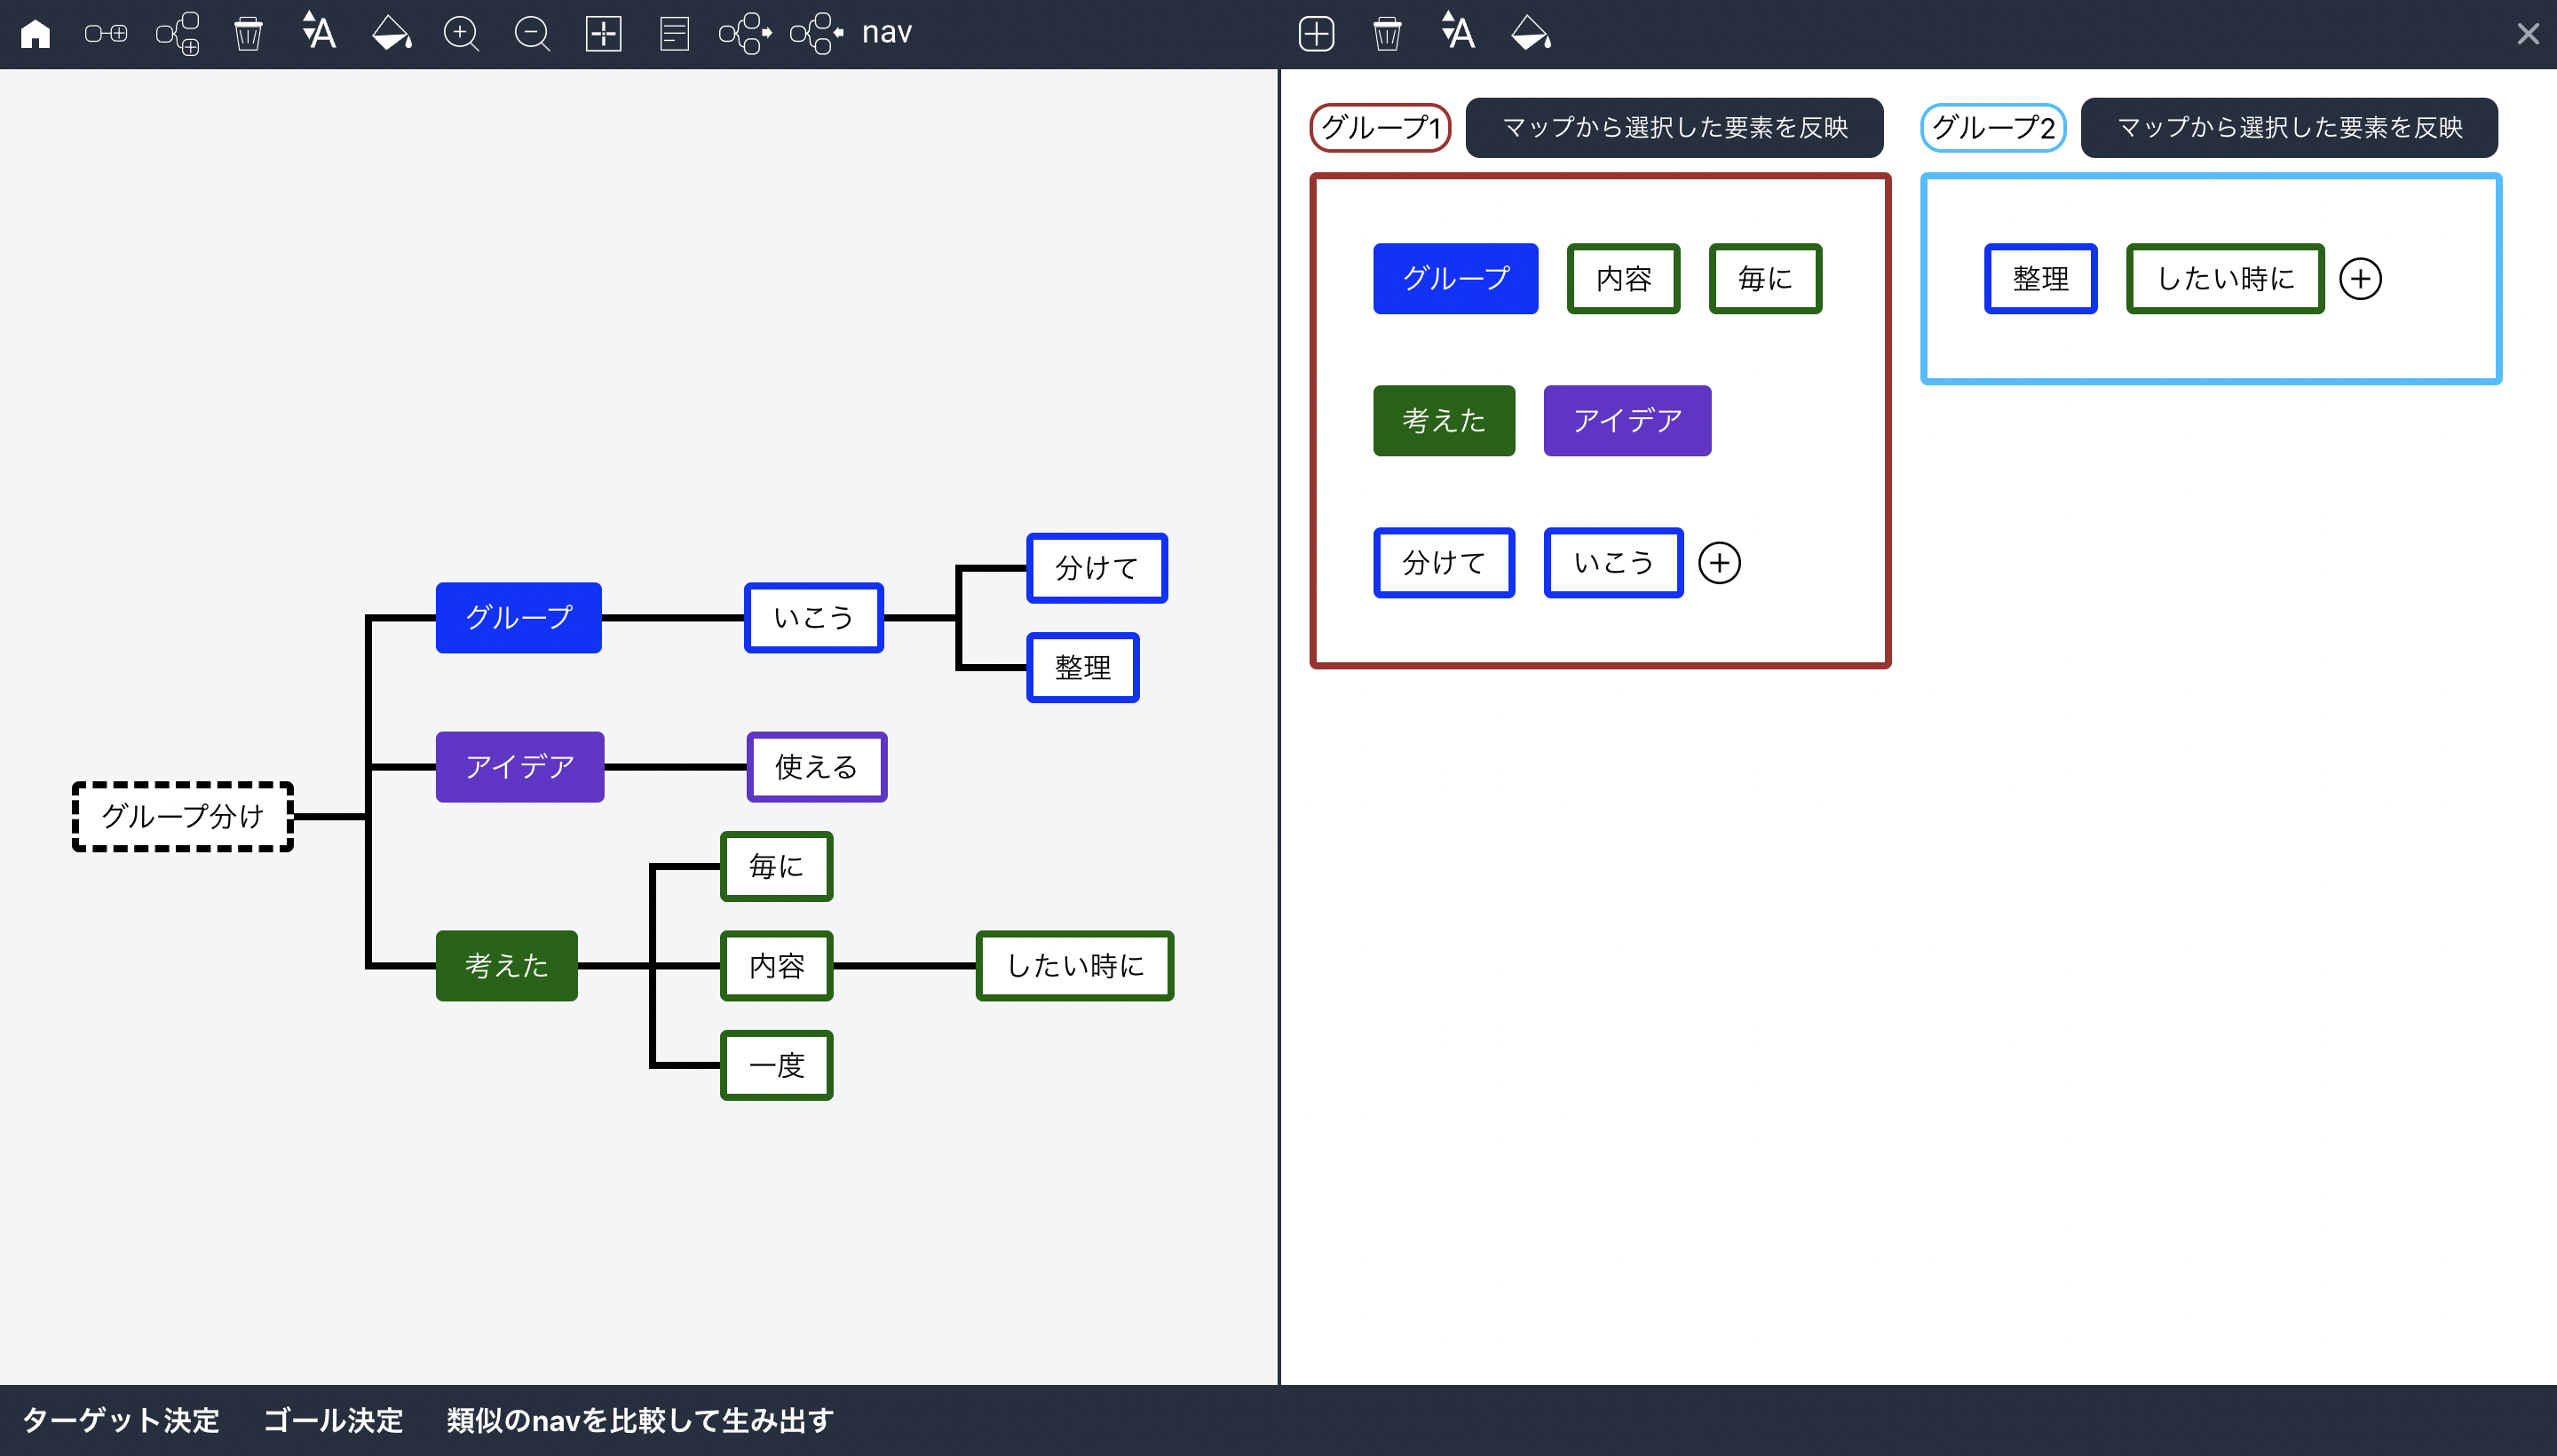 A
nav
A
グループ1
マップから選択した要素を反映
グループ2
マップから選択した要素を反映
グループ
内容
毎に
整理
したい時に
考えた
アイデア
分けて
いこう
グループ分け
グループ
いこう
分けて
整理
アイデア
使える
考えた
毎に
内容
したい時に
一度
ターゲット決定
ゴール決定
類似のnavを比較して生み出す